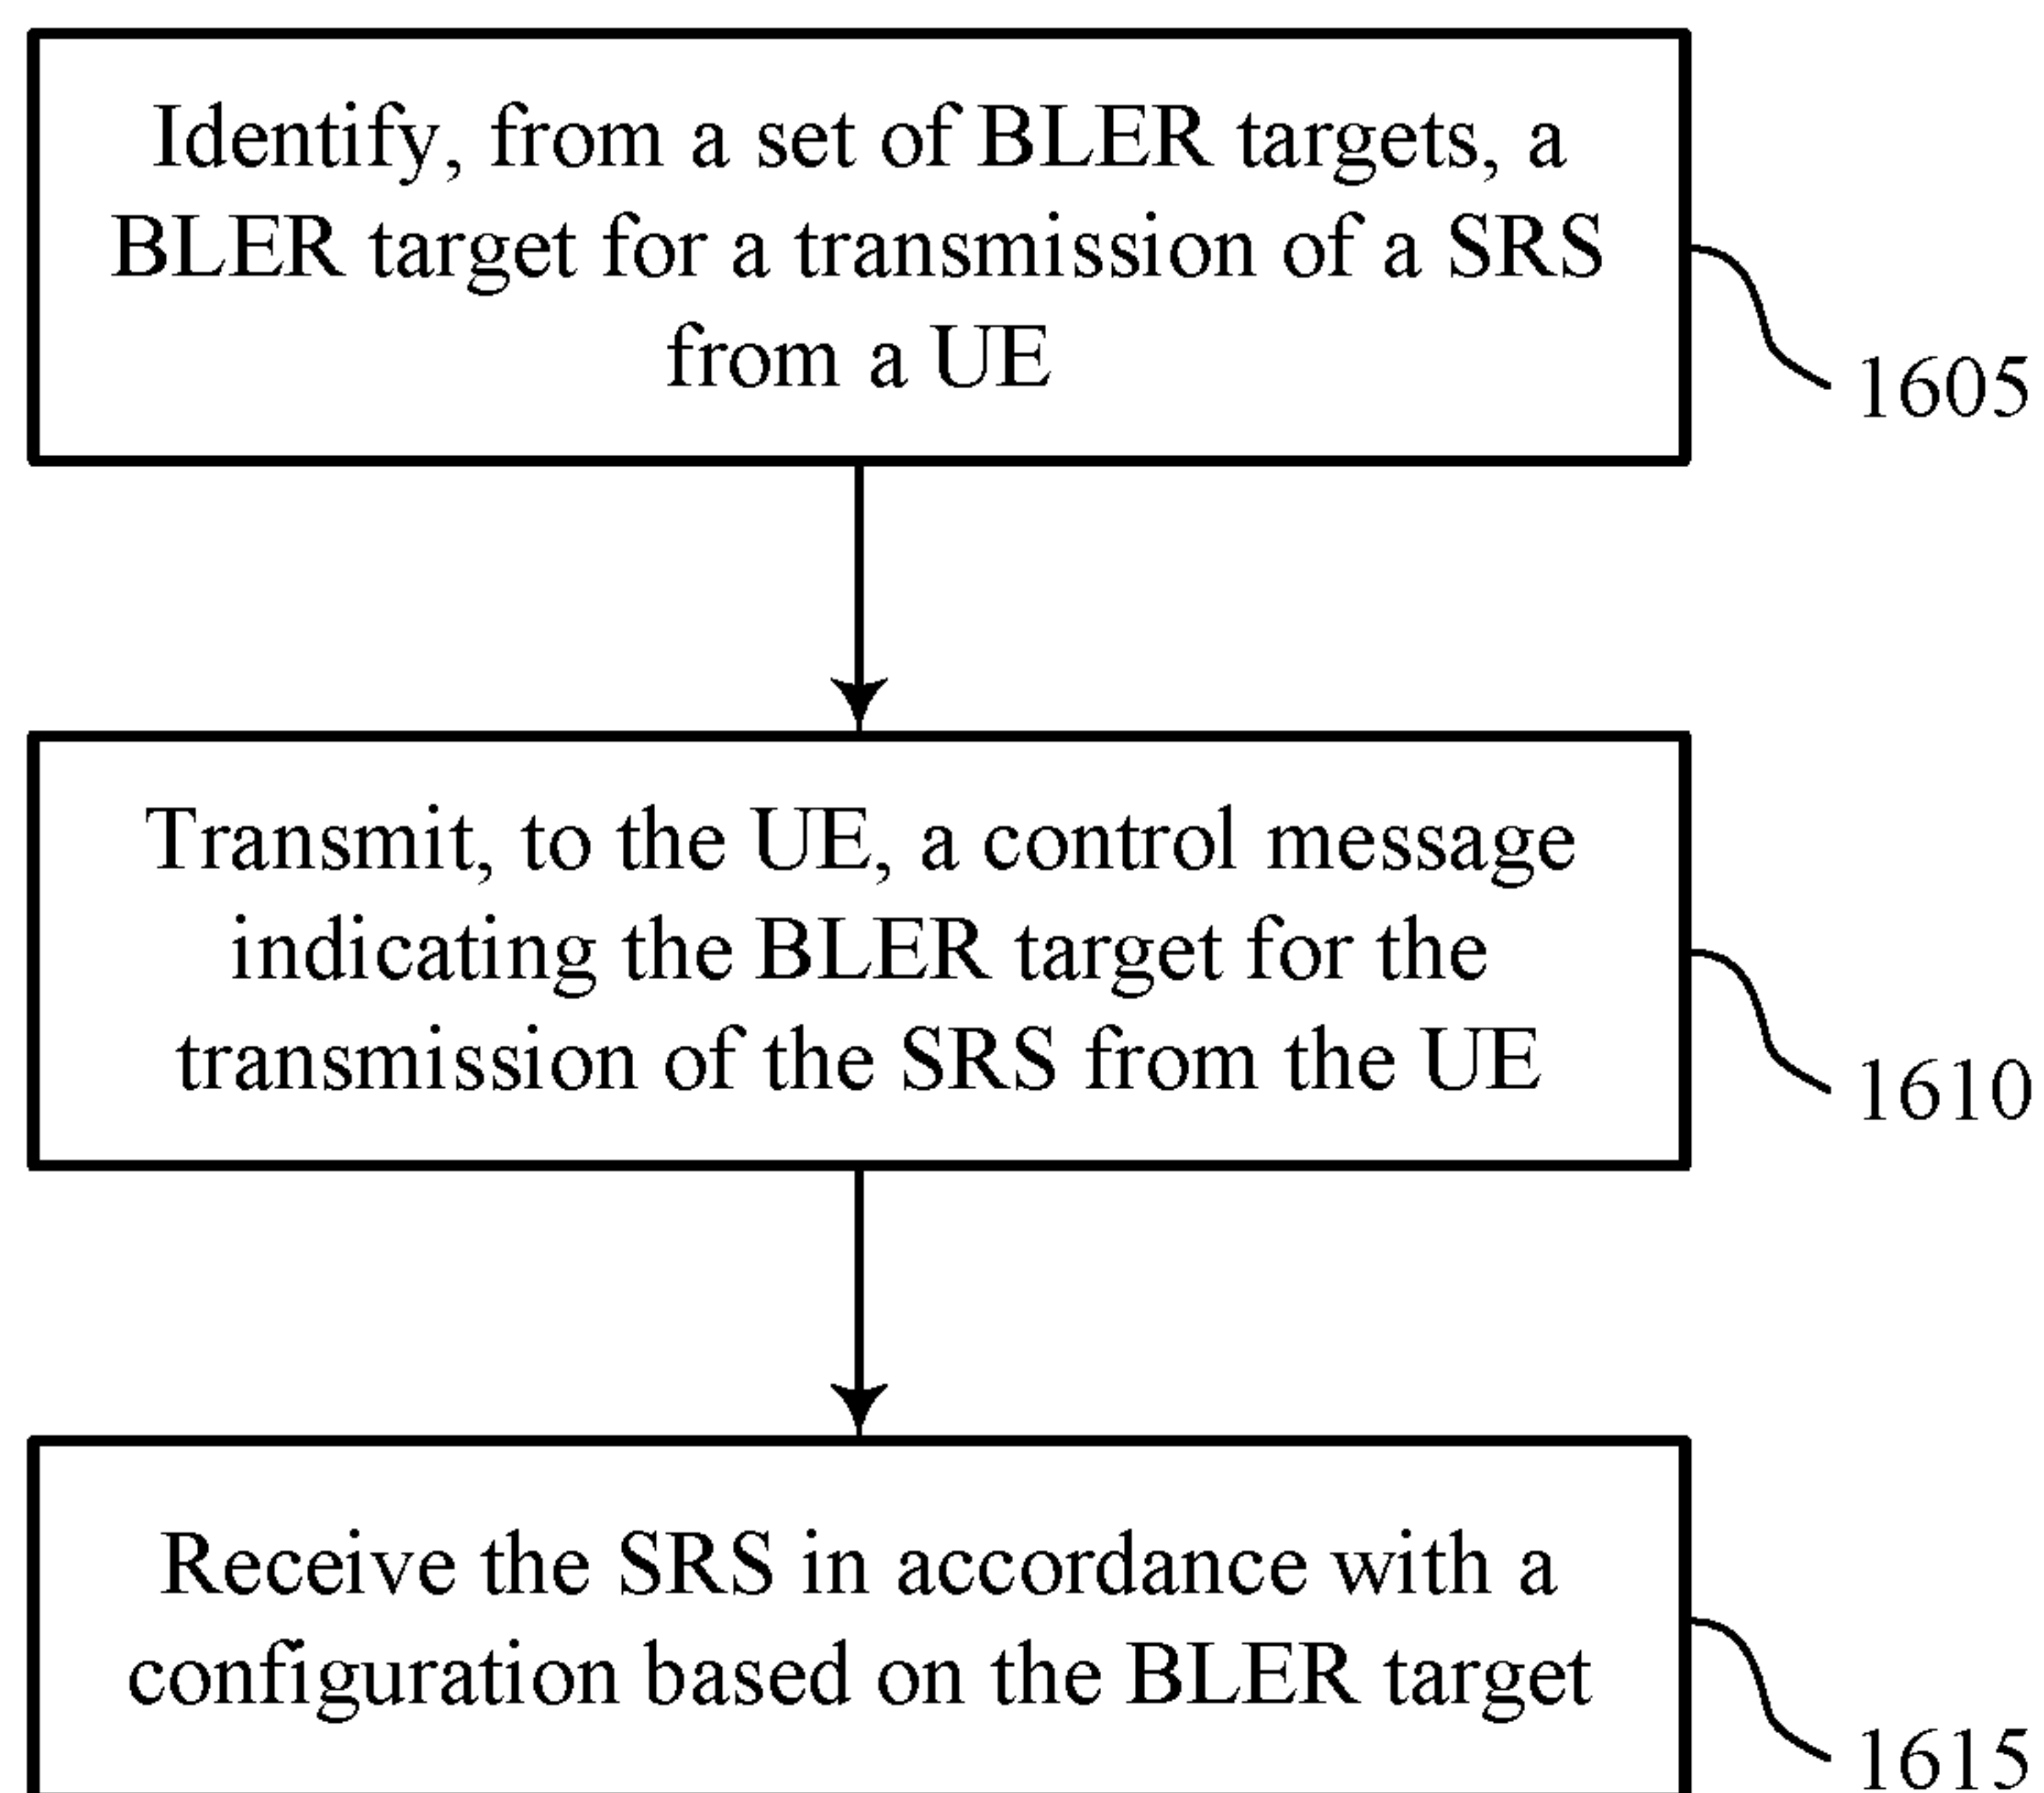 Identify, from a set of BLER targets, a
BLER target for a transmission of a SRS
from a UE
1605
Transmit, to the UE, a control message
indicating the BLER target for the
transmission of the SRS from the UE
1610
Receive the SRS in accordance with a
configuration based on the BLER target
1615